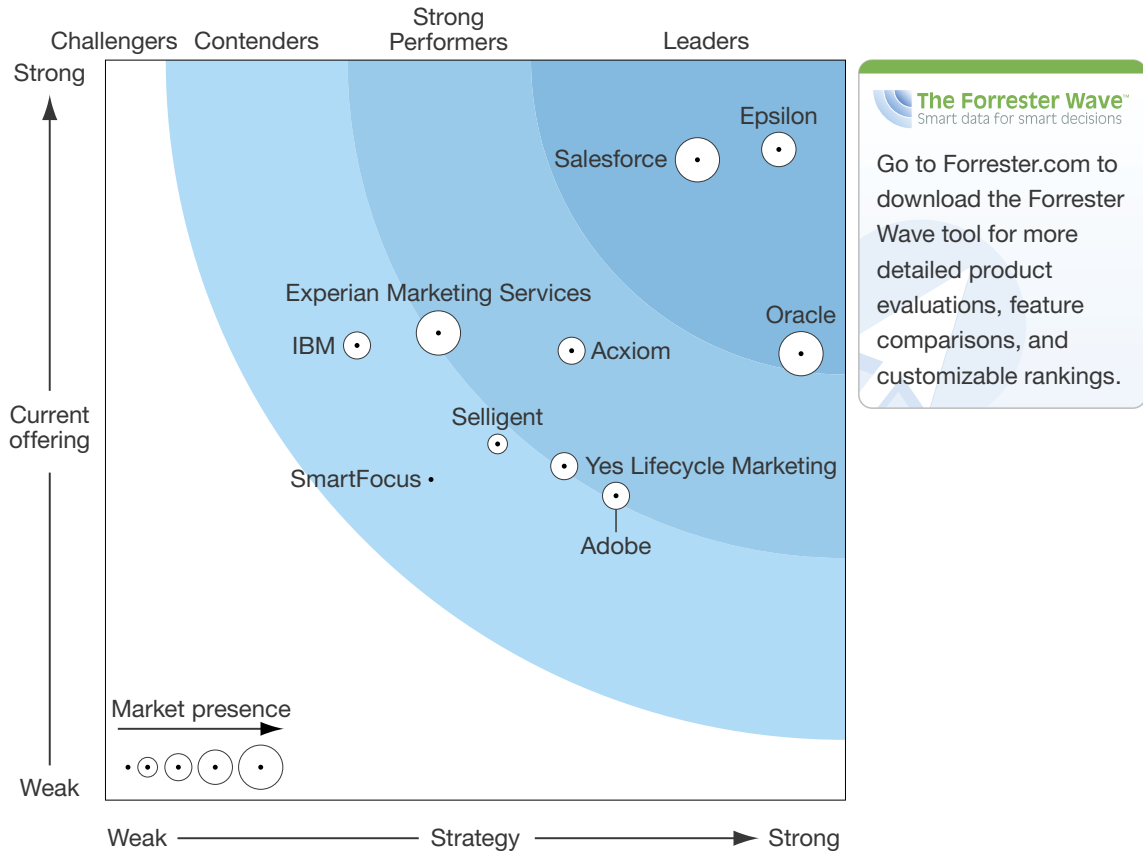 Strong
Performers
Challengers
Contenders
Leaders
Strong
The Forrester Wave™
Smart data for smart decisions
Go to Forrester.com to
download the Forrester
Wave tool for more
detailed product
evaluations, feature
comparisons, and
customizable rankings.
Epsilon
Salesforce
Experian Marketing Services
Oracle
IBM
Acxiom
Current
offering
Selligent
Yes Lifecycle Marketing
SmartFocus
Adobe
Market presence
Weak
Weak
Strategy
Strong